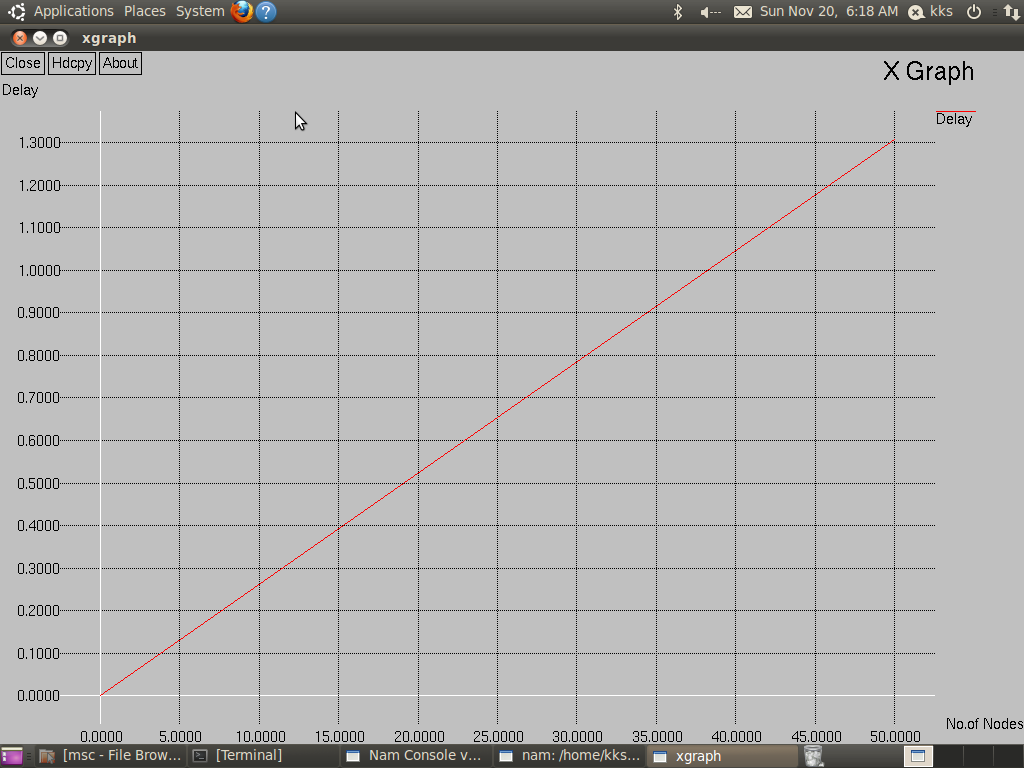 Applications Places System ?
Sun Nov 20, 6:18 AM kks
xgraph
Close Hdcpy About
X Graph
Delay
Delay
1.3000
1.2000
1.1000
1.0000
0.9000
0.8000
0.7000
0.6000
0.5000
0.4000
0.3000
0.2000
0.1000
0.0000
No.of Nodes
0.0000 5.0000 10.0000 15.0000 20.0000 25.0000 30.0000 35.0000 40.0000 45.0000 50.0000
[msc - File Brow... [Terminal] Nam Console v... nam: /home/kks... xgraph